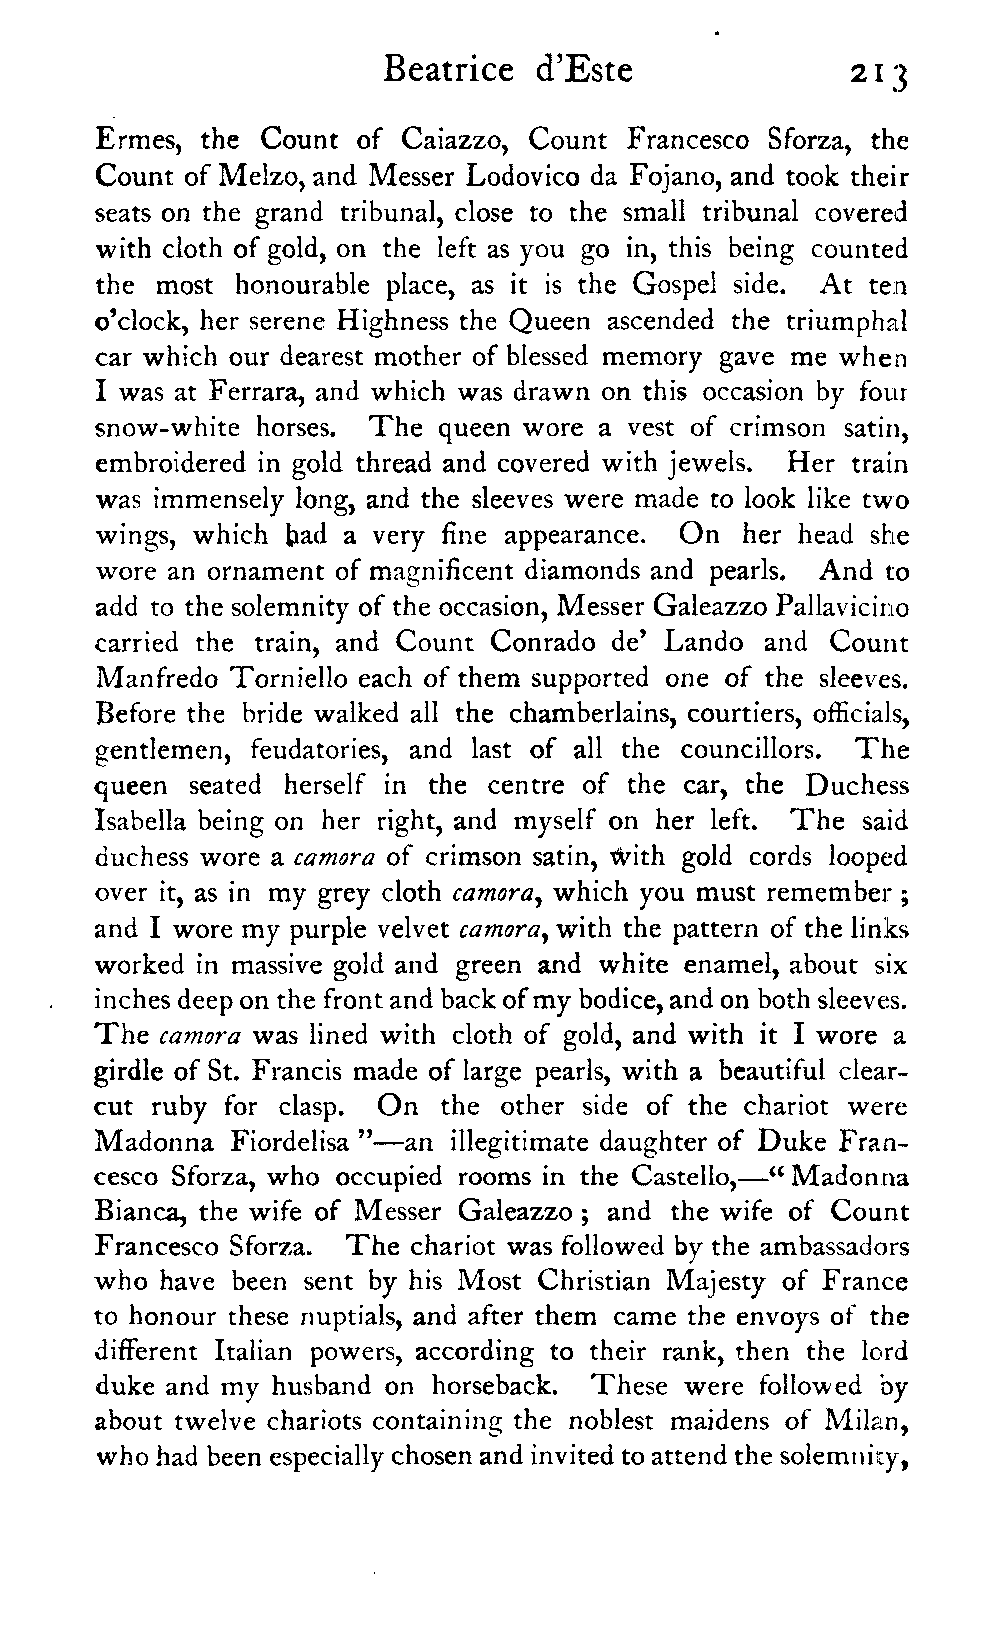 Beatrice d'Este 213
Ermes, the Count of Caiazzo, Count Francesco Sforza, the
Count of Melzo, and Messer Lodovico da Fojano, and took their
seats on the grand tribunal, close to the small tribunal covered
with cloth of gold, on the left as you go in, this being counted
the most honourable place, as it is the Gospel side. At ten
o'clock, her serene Highness the Queen ascended the triumphal
car which our dearest mother of blessed memory gave me when
I was at Ferrara, and which was drawn on this occasion by four
snow-white horses. The queen wore a vest of crimson satin,
embroidered in gold thread and covered with jewels. Her train
was immensely long, and the sleeves were made to look like two
wings, which had a very fine appearance. On her head she
wore an ornament of magnificent diamonds and pearls. And to
add to the solemnity of the occasion, Messer Galeazzo Pallavicino
carried the train, and Count Conrado de' Lando and Count
Manfredo Torniello each of them supported one of the sleeves.
Before the bride walked all the chamberlains, courtiers, officials,
gentlemen, feudatories, and last of all the councillors. The
queen seated herself in the centre of the car, the Duchess
Isabella being on her right, and myself on her left. The said
duchess wore a camora of crimson satin, with gold cords looped
over it, as in my grey cloth camora, which you must remember ;
and I wore my purple velvet camora, with the pattern of the links
worked in massive gold and green and white enamel, about six
inches deep on the front and back of my bodice, and on both sleeves.
The camora was lined with cloth of gold, and with it I wore a
girdle of St. Francis made of large pearls, with a beautiful clear-
cut ruby for clasp. On the other side of the chariot were
Madonna Fiordelisa "—an illegitimate daughter of Duke Fran-
cesco Sforza, who occupied rooms in the Castello,—" Madonna
Bianca, the wife of Messer Galeazzo ; and the wife of Count
Francesco Sforza. The chariot was followed by the ambassadors
who have been sent by his Most Christian Majesty of France
to honour these nuptials, and after them came the envoys of the
different Italian powers, according to their rank, then the lord
duke and my husband on horseback. These were followed by
about twelve chariots containing the noblest maidens of Milan,
who had been especially chosen and invited to attend the solemnity,